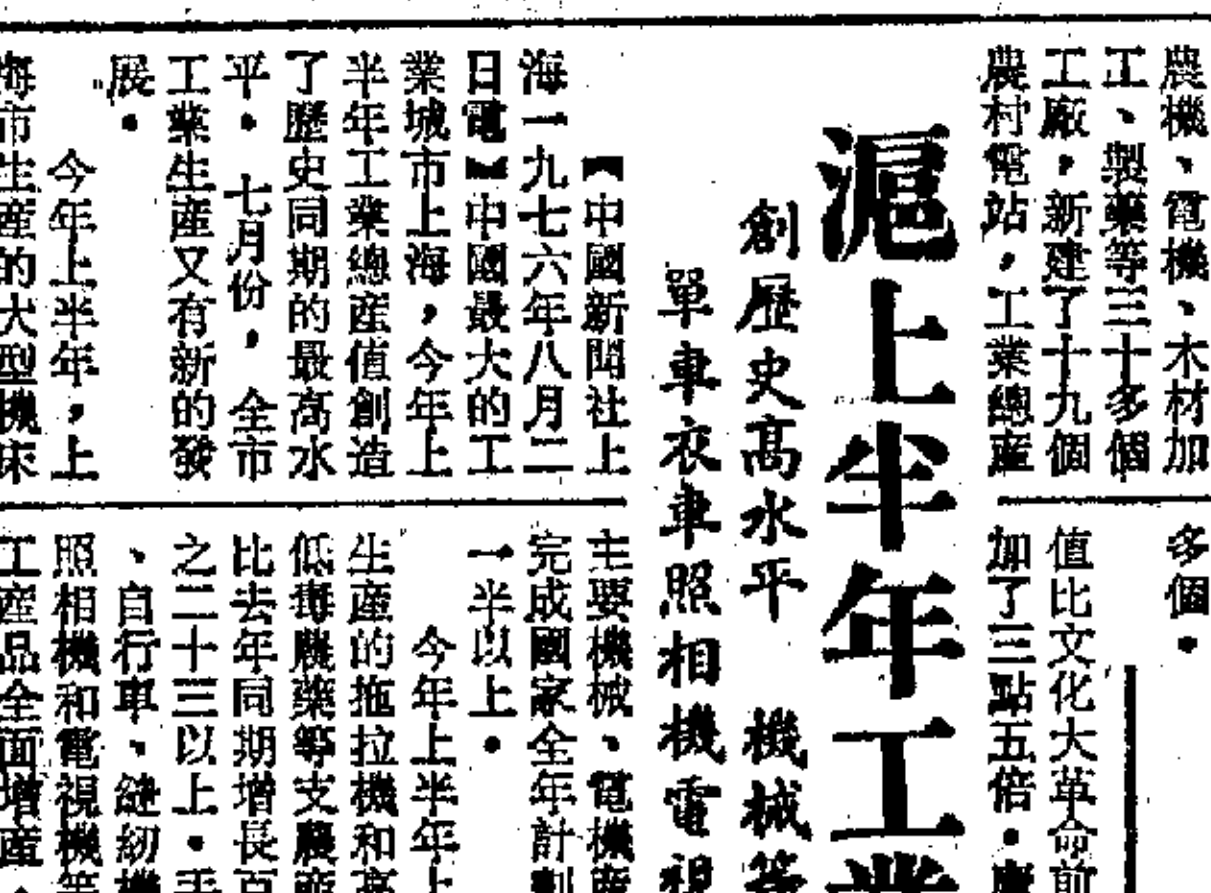 農機、電機、木材加
工、製藥等三十多個
工廠，新建了十九個
農村電站，工業總產
多個。
值比文化大革命前
加了三點五倍。
滬上半年工業
創歷史高水平　機械等
單車衣車照相機電視
【中國新聞社上
海一九七六年八月二
日電】中國最大的工
業城市上海，今年上
半年工業總產值創造
了歷史同期的最高水
平。七月份，全市
工業生產又有新的發
展。
今年上半年，上
海市生產的大型機床
主要機械、電機產
完成國家全年計劃
一半以上。
今年上半年上
生產的拖拉機和高
低毒農藥等支農產
比去年同期增長百
之二十三以上。手
、自行車、縫紉機
照相機和電視機等
工產品全面增產，